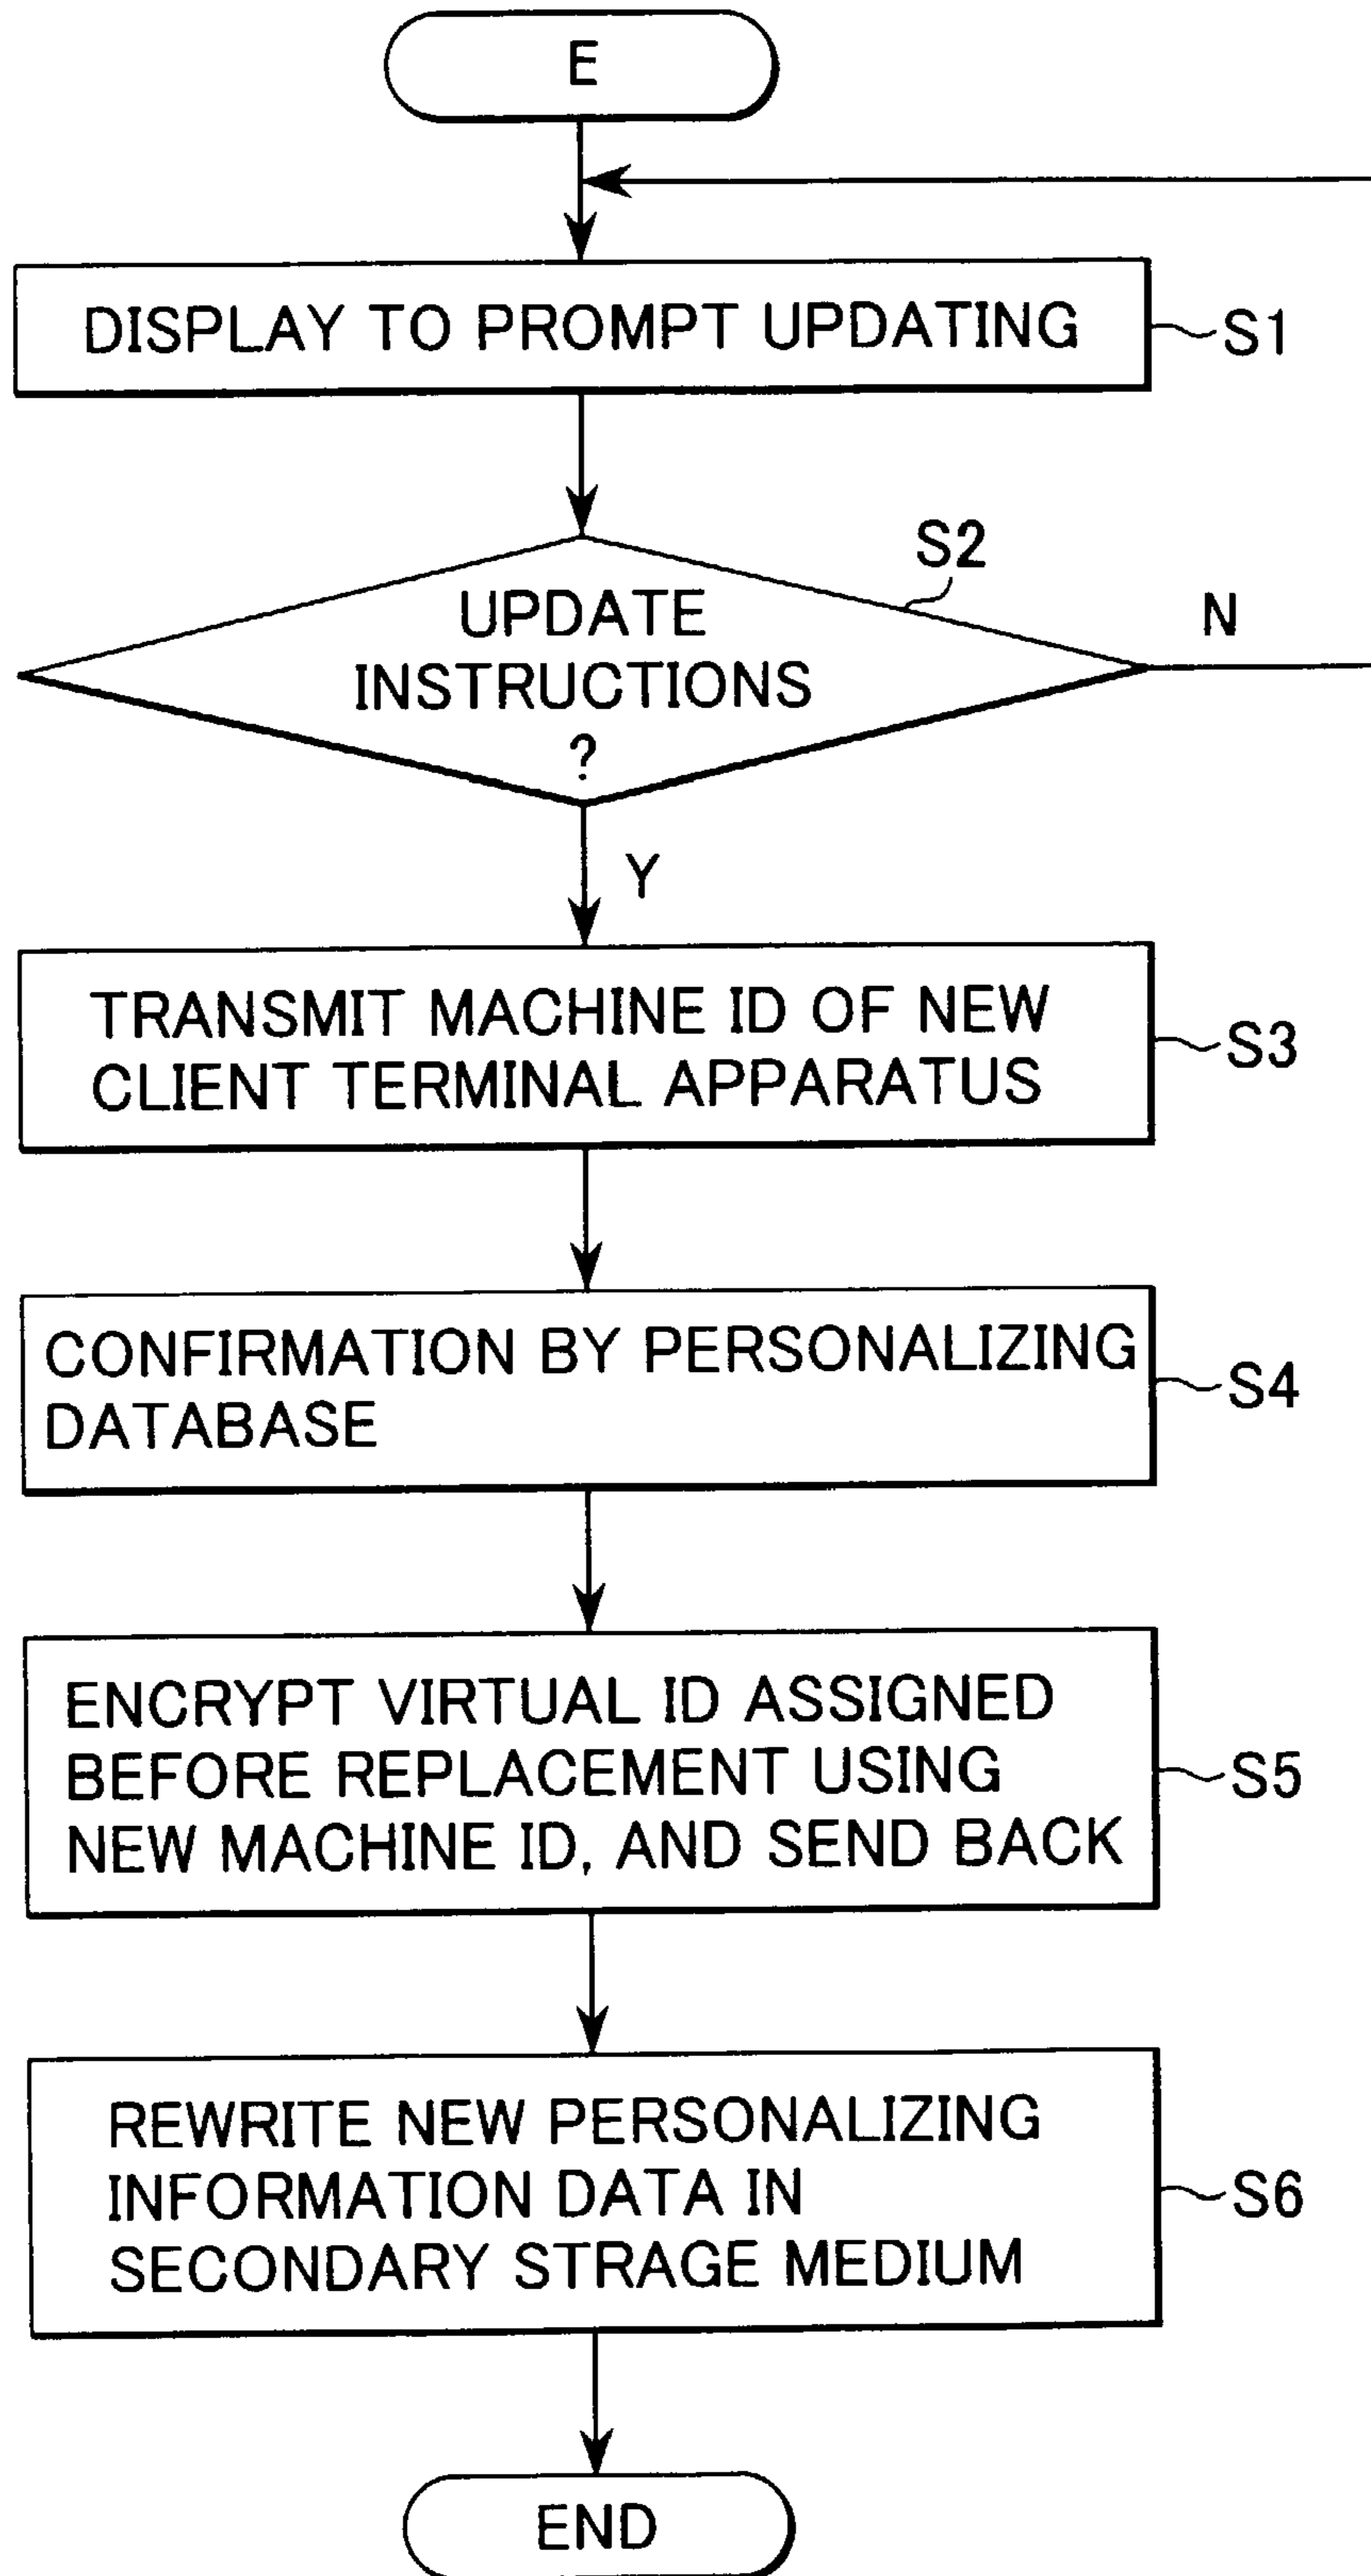 E
DISPLAY TO PROMPT UPDATING
S1
S2
UPDATE
INSTRUCTIONS
?
N
Y
TRANSMIT MACHINE ID OF NEW
CLIENT TERMINAL APPARATUS
S3
CONFIRMATION BY PERSONALIZING
DATABASE
S4
ENCRYPT VIRTUAL ID ASSIGNED
BEFORE REPLACEMENT USING
NEW MACHINE ID, AND SEND BACK
S5
REWRITE NEW PERSONALIZING
INFORMATION DATA IN
SECONDARY STRAGE MEDIUM
S6
END